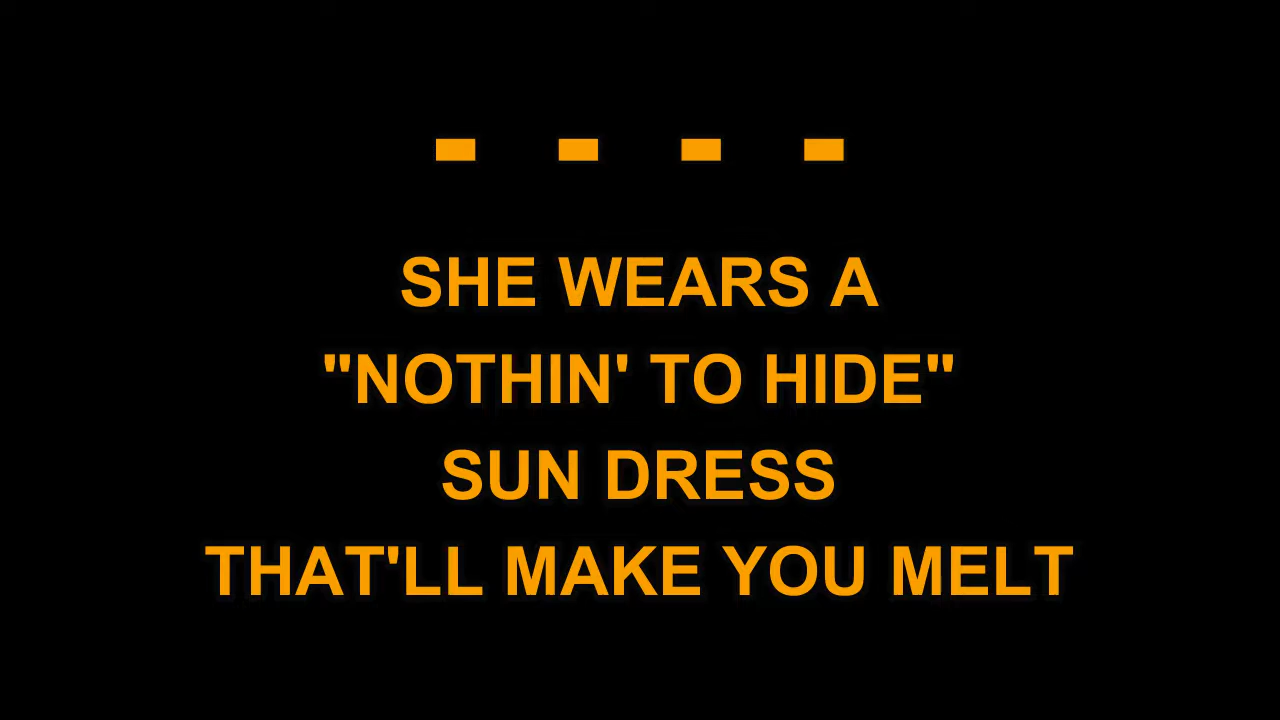 - - - -
SHE WEARS A
"NOTHIN' TO HIDE"
SUN DRESS
THAT'LL MAKE YOU MELT